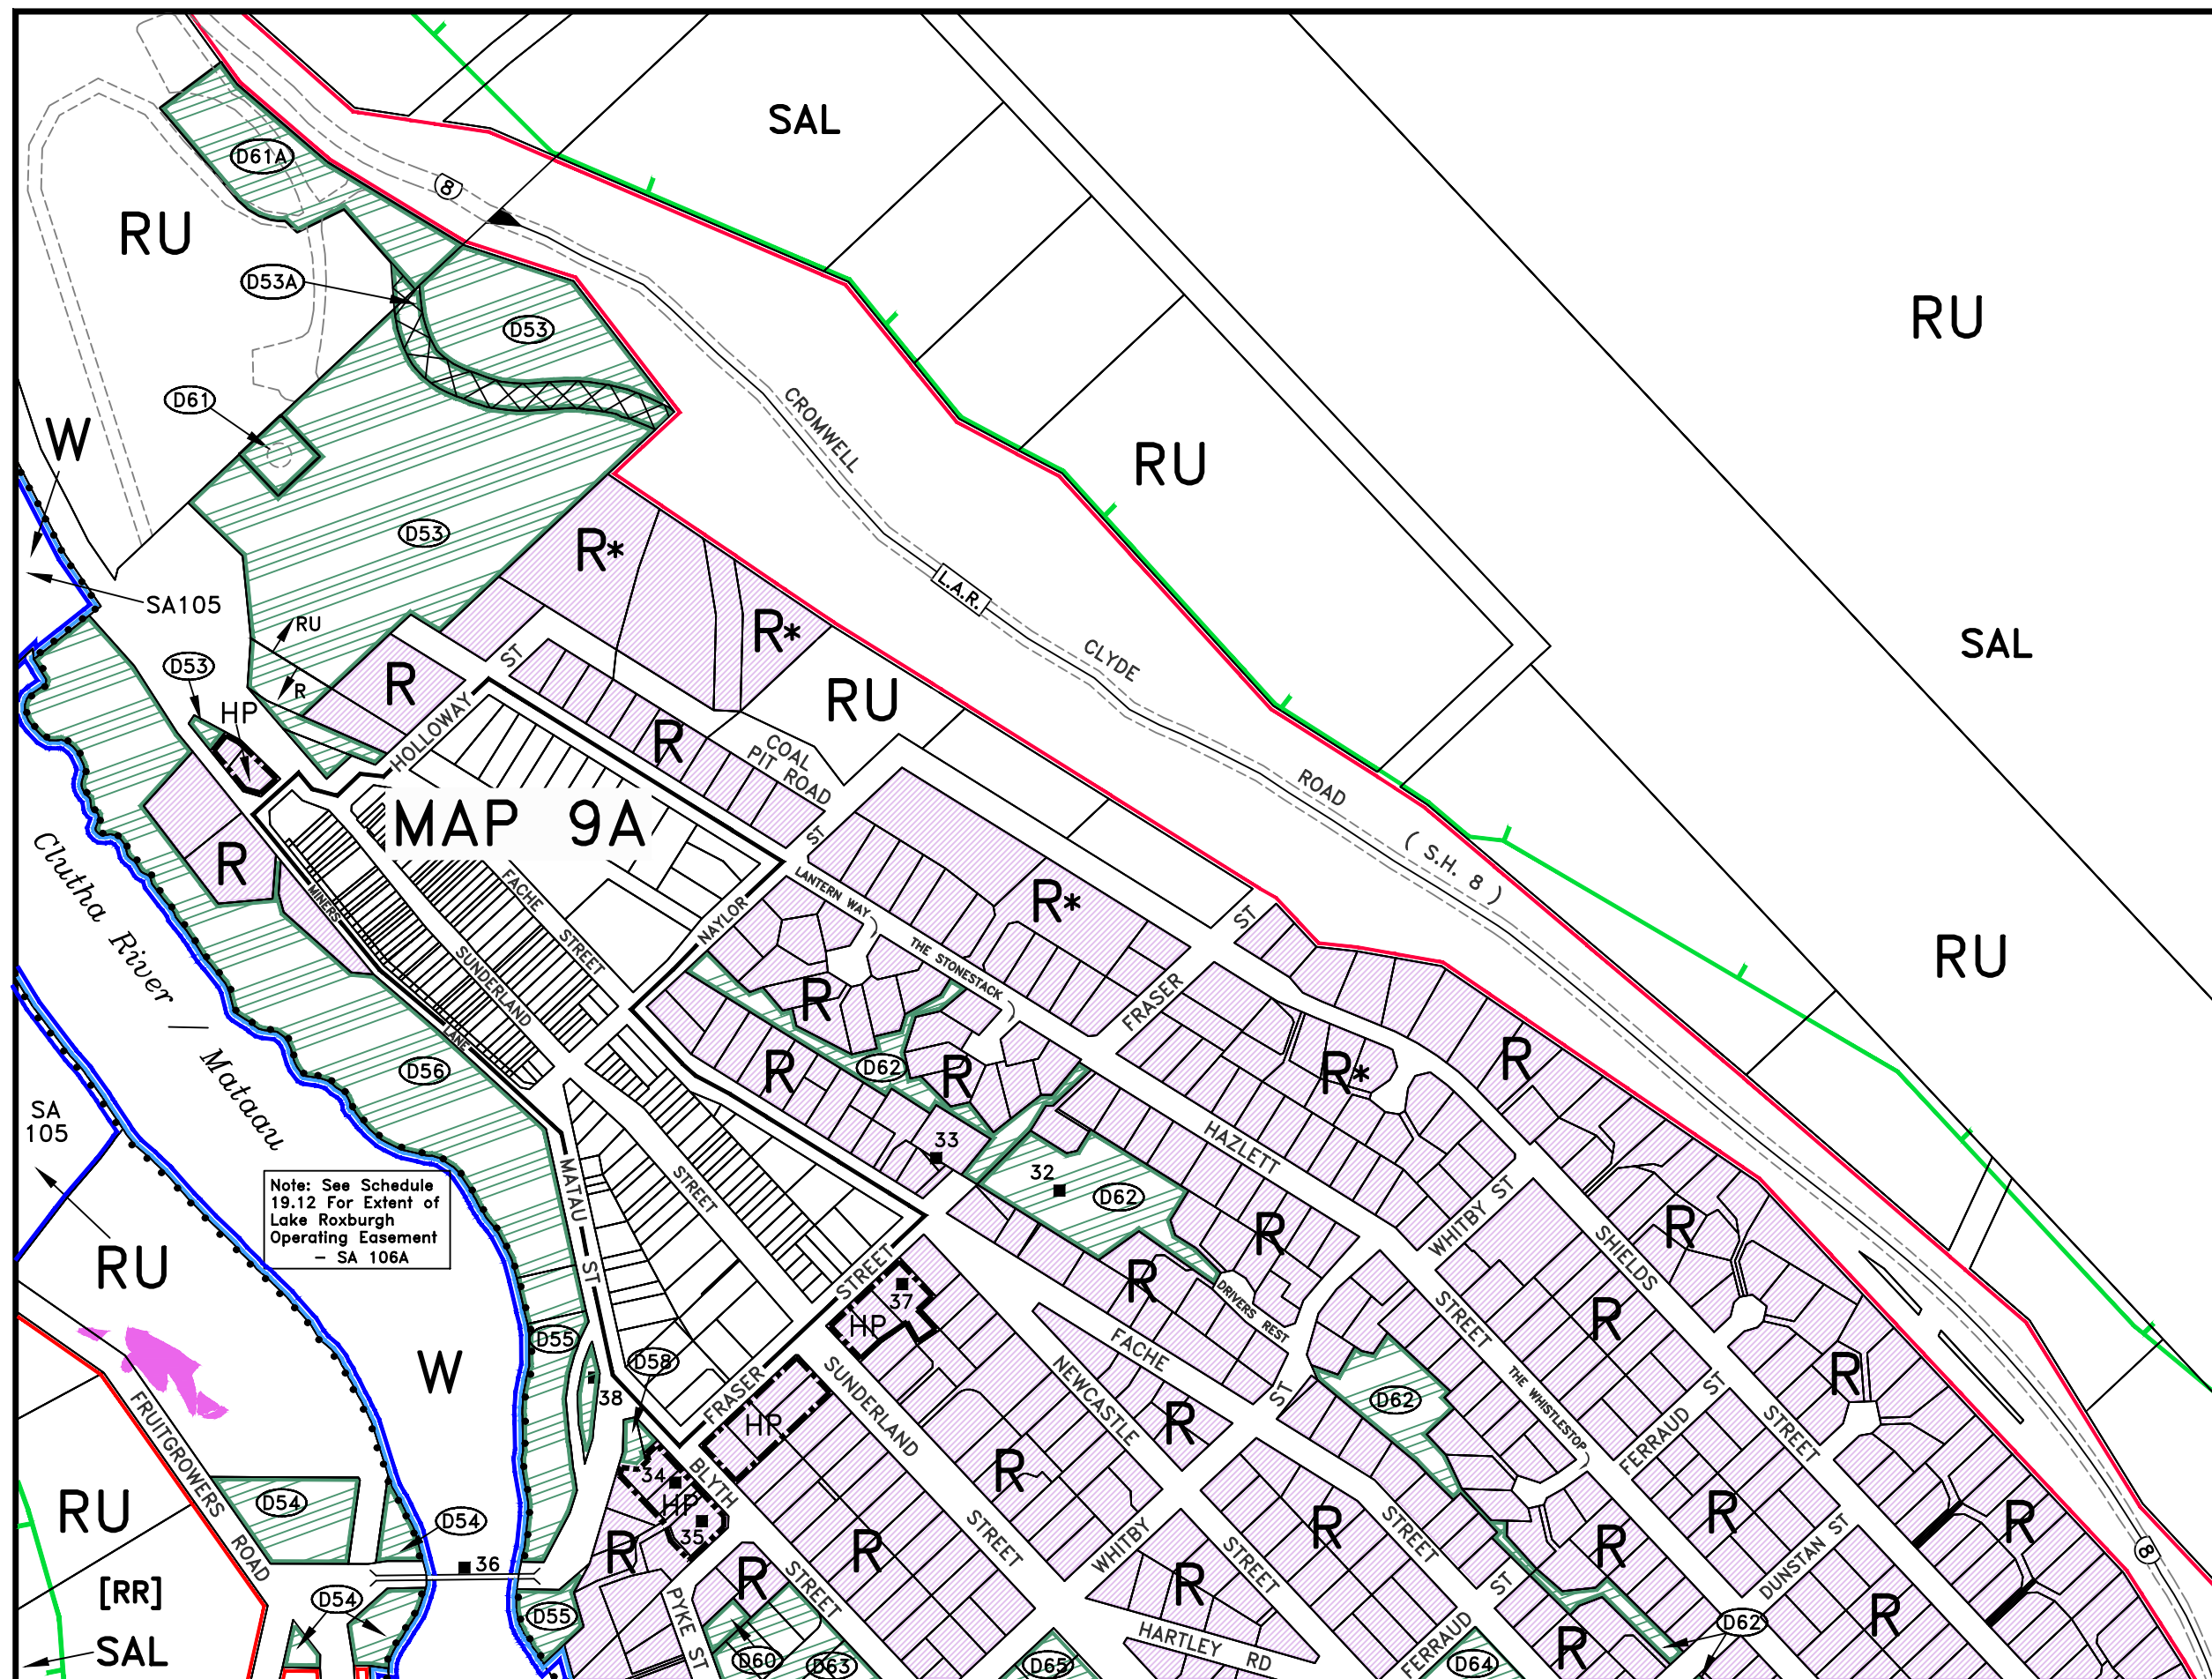 SAL
D61A
8
RU
D53A
D53
RU
D61
CROMWELL
W
RU
D53
R*
L.A.R.
SA105
RU
R*
ST
SAL
D53
R
R
CLYDE
HP
RU
HOLLOWAY
R
COAL
PIT ROAD
ROAD
MAP 9A
ST
( S.H. 8 )
Clutha River / Mataau
R
MINERS
LANE
FACHE
STREET
LANTERN WAY
NAYLOR
R*
ST
SUNDERLAND
STREET
THE STONESTACK
RU
R
FRASER
D56
R
D62
R
R*
R
SA
105
33
HAZLETT
STREET
MATAU ST
32
D62
Note: See Schedule
19.12 For Extent of
Lake Roxburgh
Operating Easement
– SA 106A
WHITBY ST
R
R
SHIELDS
STREET
RU
STREET
37
HP
R
DRIVERS REST
R
D55
D58
W
FACHE
STREET
R
38
FRASER
SUNDERLAND
STREET
NEWCASTLE
STREET
ST
D62
THE WHISTLESTOP
ST
FRUITGROWERS
ROAD
HP
R
FERRAUD
R
34
BLYTH
STREET
HP
35
RU
D54
D54
R
R
R
R
R
R
WHITBY
36
8
[RR]
D54
R
R
DUNSTAN ST
ST
D55
PYKE ST
R
D62
SAL
D60
D63
D65
HARTLEY RD
FERRAUD
D64
R